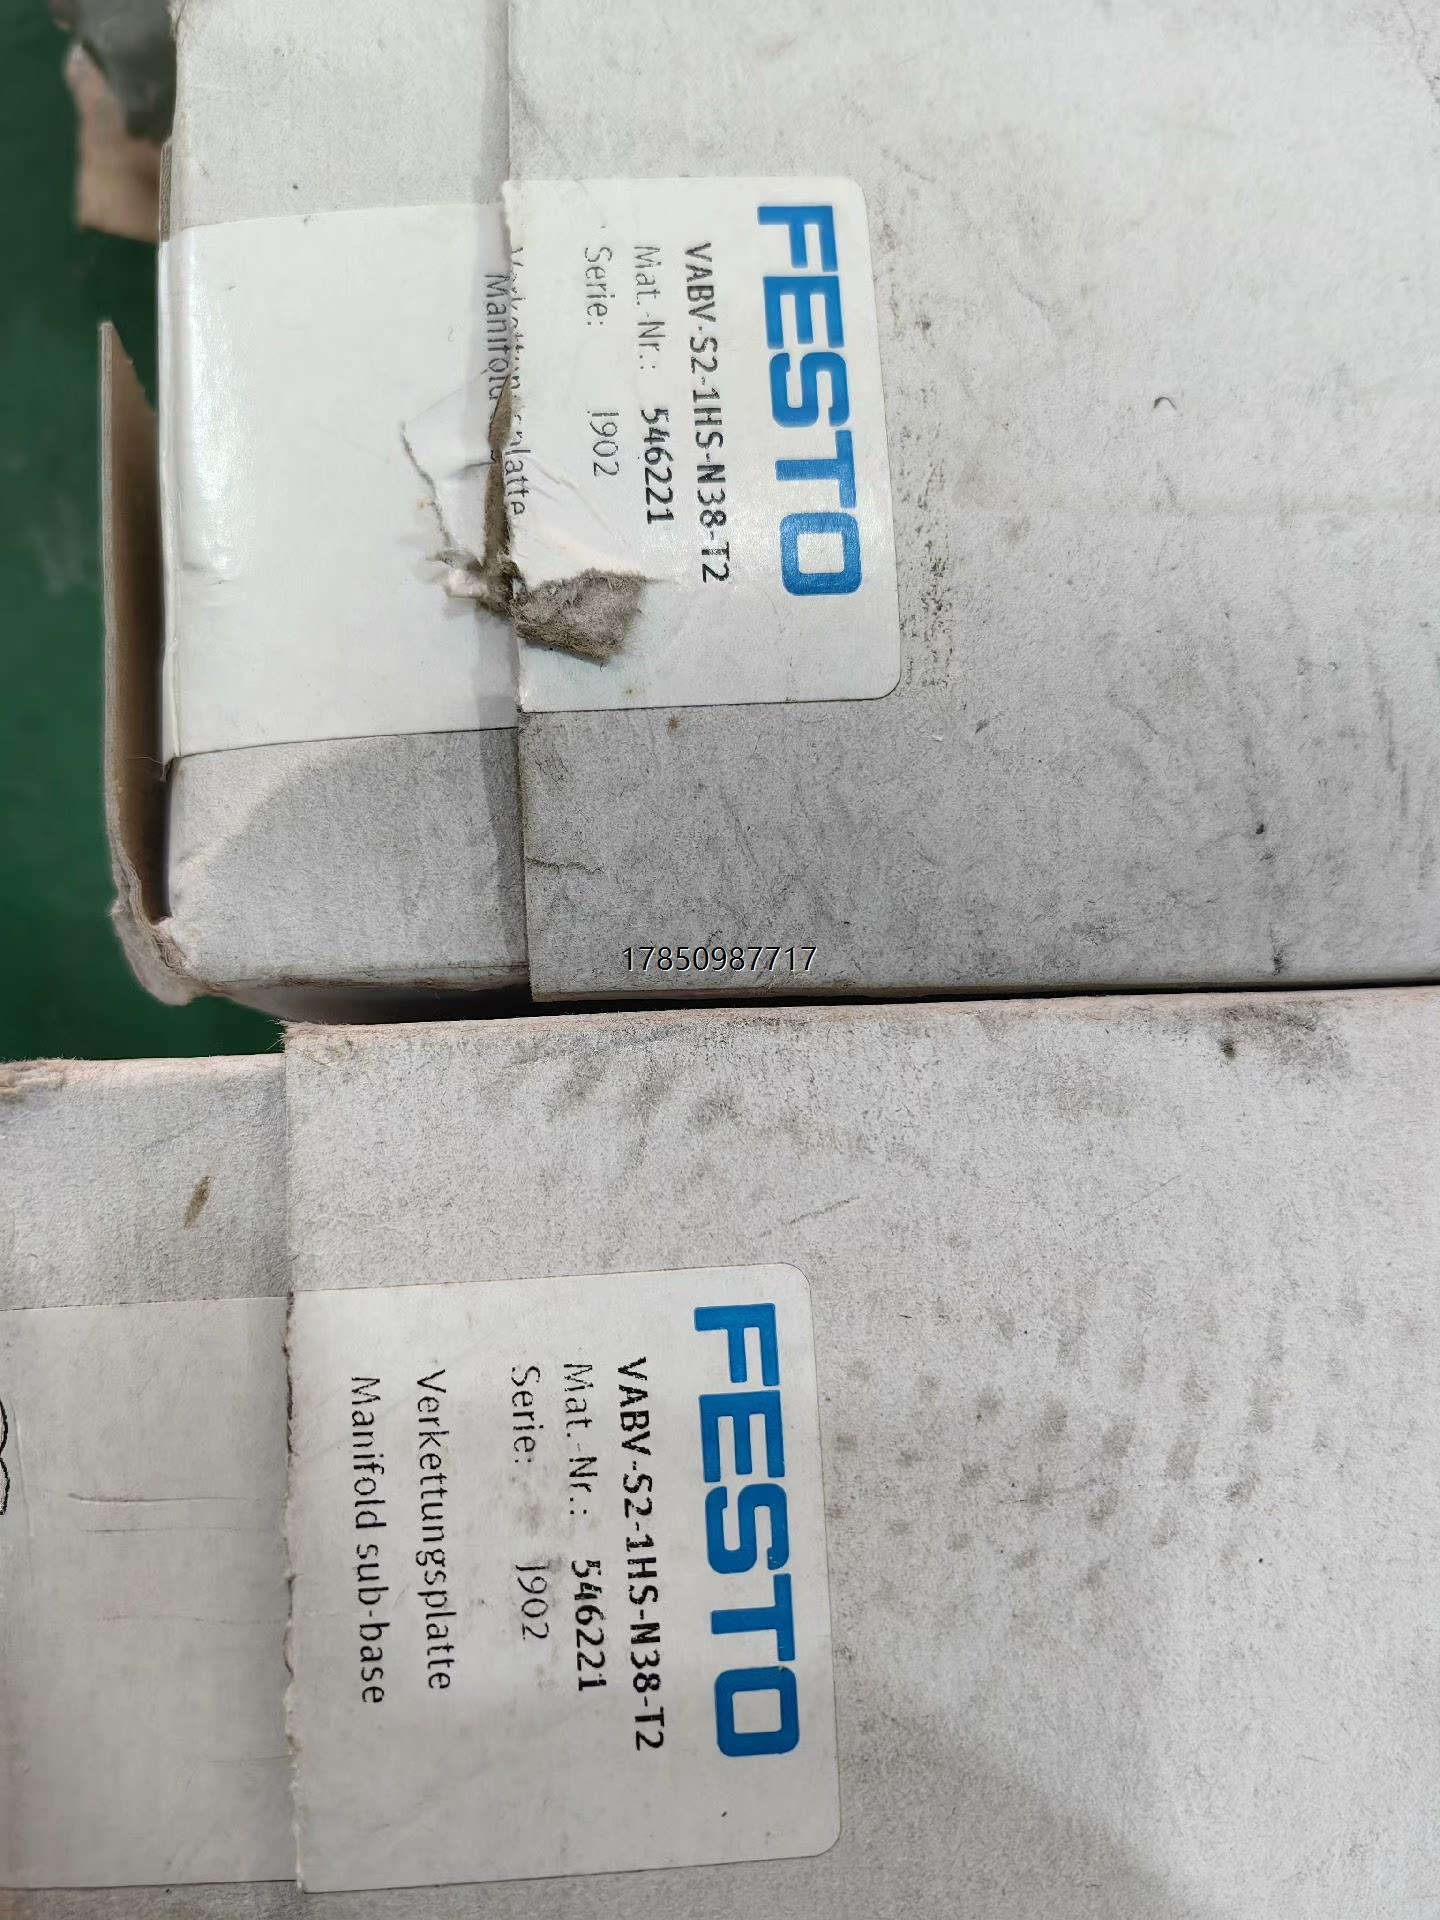 FESTO
VABV-S2-1HS-N38-T2
Mat.-Nr.: 546221
Serie: J902
Verkettungsplatte
Manifold
17850987717
FESTO
VABV-S2-1HS-N38-T2
Mat.-Nr.: 546221
Serie: J902
Verkettungsplatte
Manifold sub-base